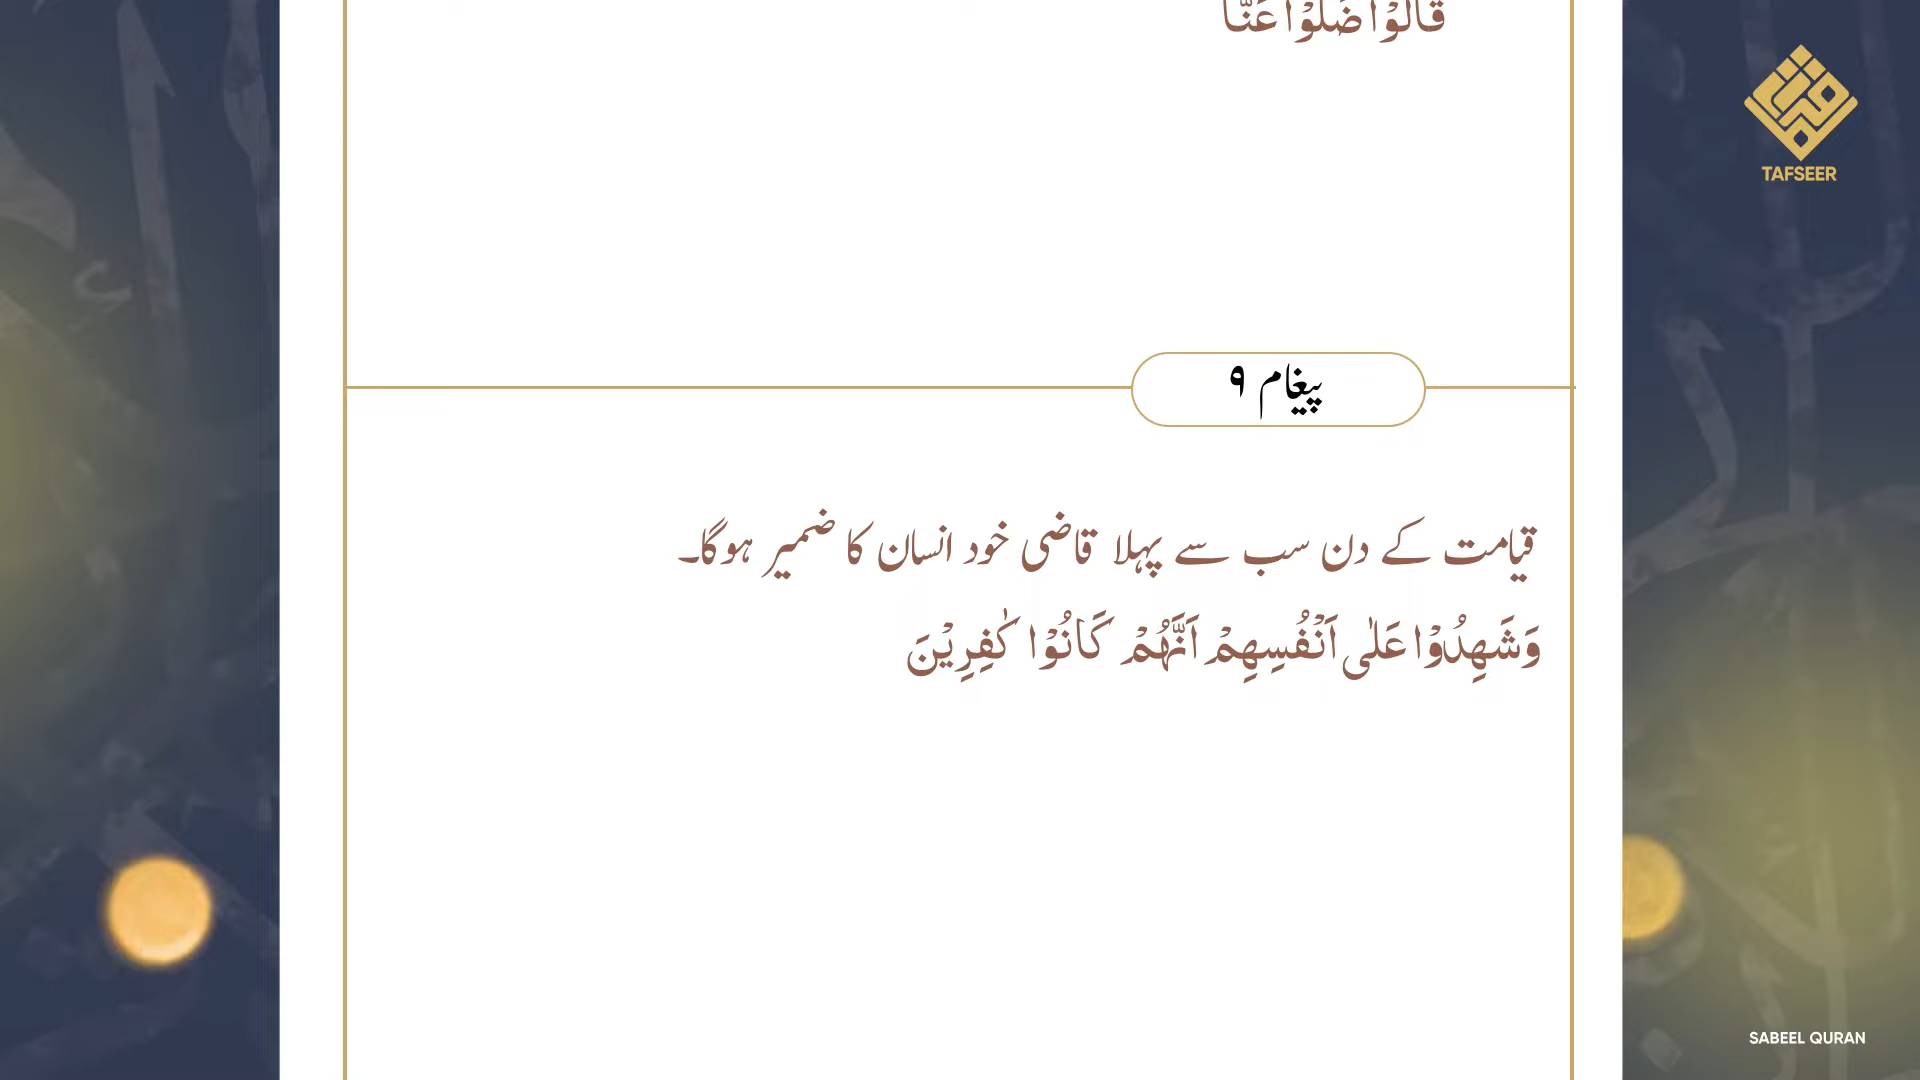 قَالُوْا ضَلُّوْا عَنَّا
TAFSEER
پیغام ۹
قیامت کے دن سب سے پہلا قاضی خود انسان کا ضمیر ہوگا۔
وَشَهِدُوْا عَلٰى اَنْفُسِهِمْ اَنَّهُمْ كَانُوْا كٰفِرِيْنَ
SABEEL QURAN